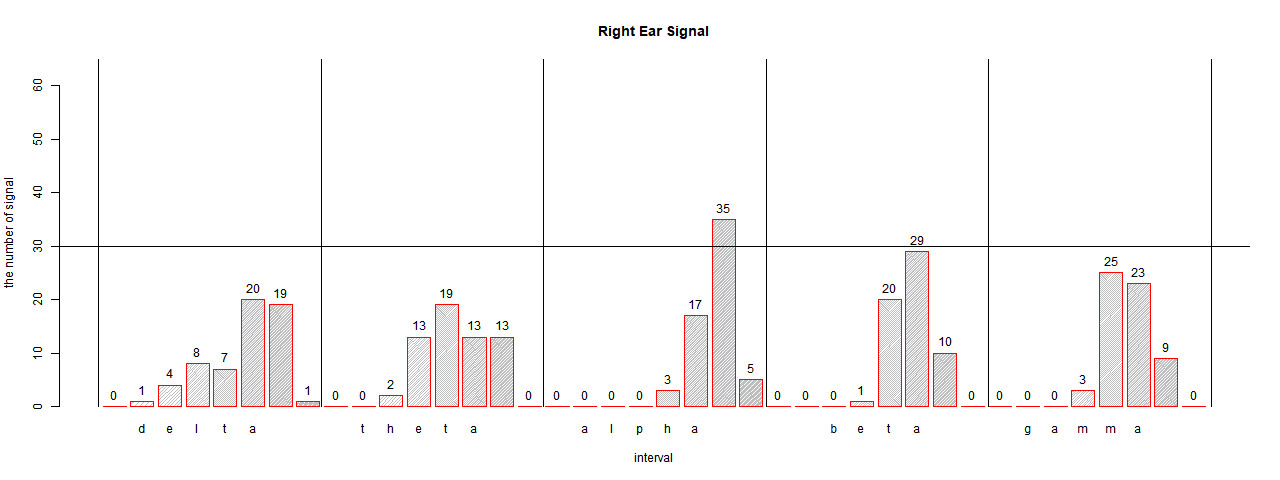 Right Ear Signal
the number of signal
60
50
40
30
20
10
0
0 1 4 8 7 20 19 1 0 0 2 13 19 13 13 0 0 0 0 0 3 17 35 5 0 0 0 1 20 29 10 0 0 0 0 3 25 23 9 0
d e l t a t h e t a a l p h a b e t a g a m m a
interval